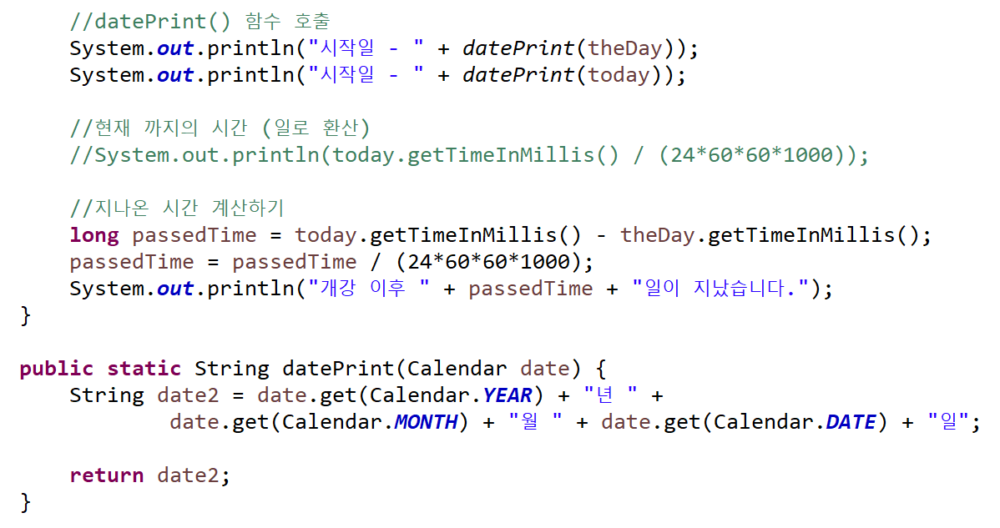 //datePrint() 함수 호출
System.out.println("시작일 - " + datePrint(theDay));
System.out.println("시작일 - " + datePrint(today));
//현재 까지의 시간 (일로 환산)
//System.out.println(today.getTimeInMillis() / (24*60*60*1000));
//지나온 시간 계산하기
long passedTime = today.getTimeInMillis() - theDay.getTimeInMillis();
passedTime = passedTime / (24*60*60*1000);
System.out.println("개강 이후 " + passedTime + "일이 지났습니다.");
}
public static String datePrint(Calendar date) {
String date2 = date.get(Calendar.YEAR) + "년 " +
date.get(Calendar.MONTH) + "월 " + date.get(Calendar.DATE) + "일";
return date2;
}